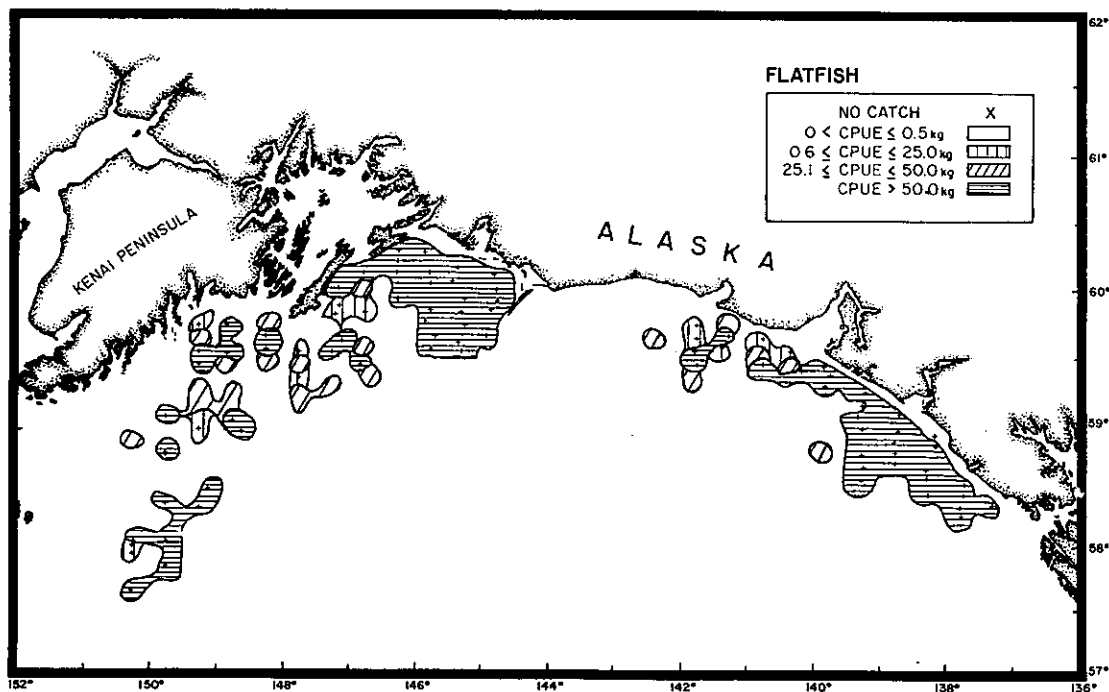 62°
FLATFISH
NO CATCH X
0 < CPUE ≤ 0.5 kg
0.6 ≤ CPUE ≤ 25.0 kg
25.1 ≤ CPUE ≤ 50.0 kg
CPUE > 50.0 kg
61°
KENAI PENINSULA
ALASKA
60°
59°
58°
57°
152° 150° 148° 146° 144° 142° 140° 138° 136°